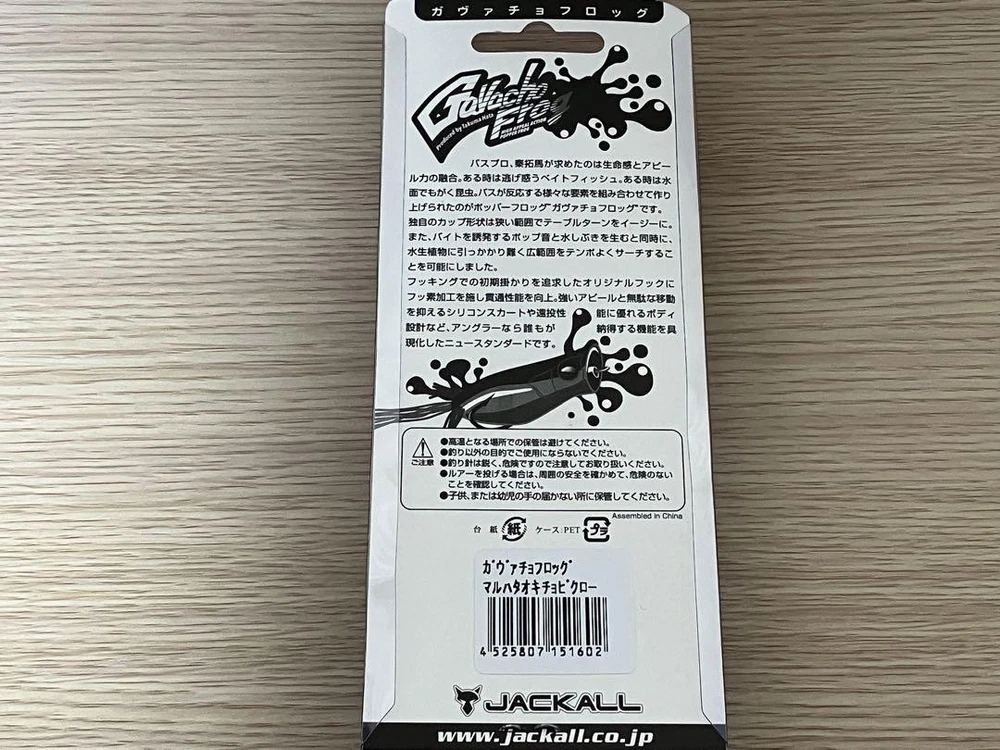 ガヴァチョフロッグ
Gavacho
Frog
Produced by Takuma Hata
HIGH APPEAL ACTION
POPPER FROG
バスプロ、秦拓馬が求めたのは生命感とアピー
ル力の融合。ある時は逃げ惑うベイトフィッシュ。ある時は水
面でもがく昆虫。バスが反応する様々な要素を組み合わせて作り
上げられたのがポッパーフロッグ"ガヴァチョフロッグ"です。
独自のカップ形状は狭い範囲でテーブルターンをイージーに。
また、バイトを誘発するポップ音と水しぶきを生むと同時に、
水生植物に引っかかり難く広範囲をテンポよくサーチするこ
とを可能にしました。
フッキングでの初期掛かりを追求したオリジナルフックに
フッ素加工を施し貫通性能を向上。強いアピールと無駄な移動
を抑えるシリコンスカートや遠投性能に優れるボディ
設計など、アングラーなら誰もが納得する機能を具
現化したニュースタンダードです。
ご注意
●高温となる場所での保管は避けてください。
●釣り以外の目的でご使用にならないでください。
●釣り針は鋭く、危険ですので注意してお取り扱いください。
●ルアーを投げる場合は、周囲の安全を確かめて、危険のない
ことを確認してください。
●子供、または幼児の手の届かない所に保管してください。
Assembled in China
台紙 紙 ケース:PET プラ
ガヴァチョフロッグ
マルハタオキチョビクロー
4 525807 151602
JACKALL
www.jackall.co.jp